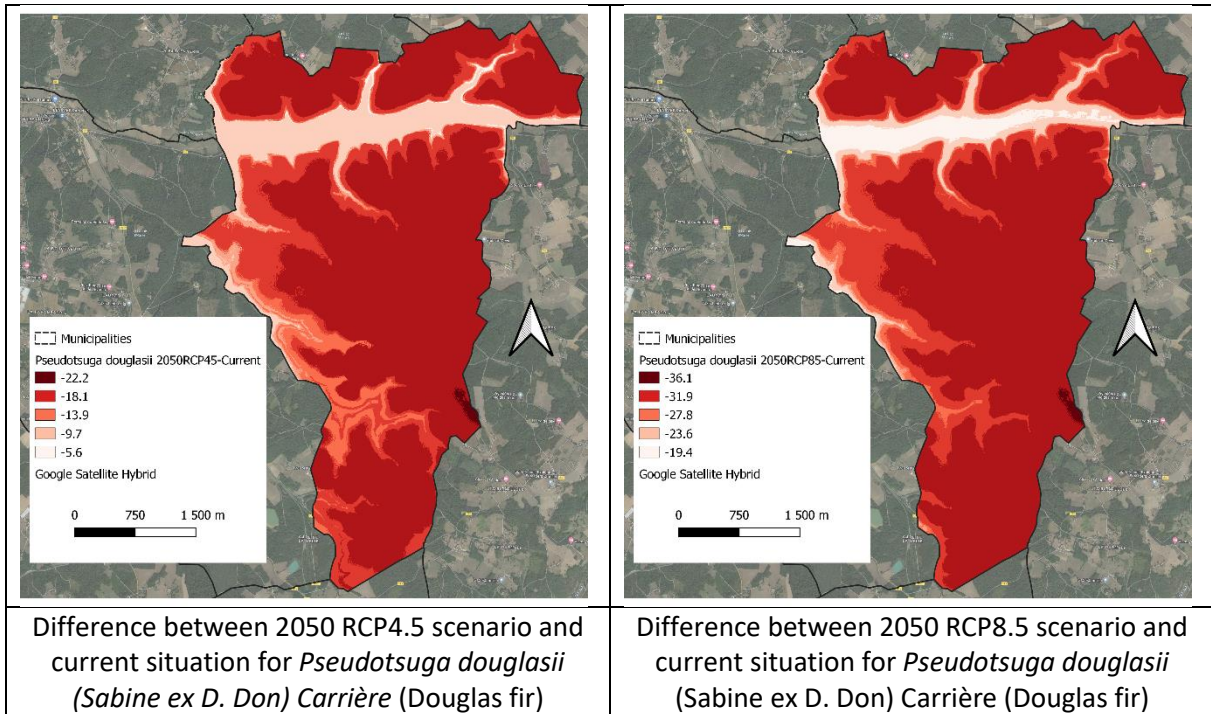 Municipalities
Pseudotsuga douglasii 2050RCP45-Current
-22.2
-18.1
-13.9
-9.7
-5.6
Google Satellite Hybrid
0 750 1 500 m
Municipalities
Pseudotsuga douglasii 2050RCP85-Current
-36.1
-31.9
-27.8
-23.6
-19.4
Google Satellite Hybrid
0 750 1 500 m
Difference between 2050 RCP4.5 scenario and
current situation for Pseudotsuga douglasii
(Sabine ex D. Don) Carrière (Douglas fir)
Difference between 2050 RCP8.5 scenario and
current situation for Pseudotsuga douglasii
(Sabine ex D. Don) Carrière (Douglas fir)